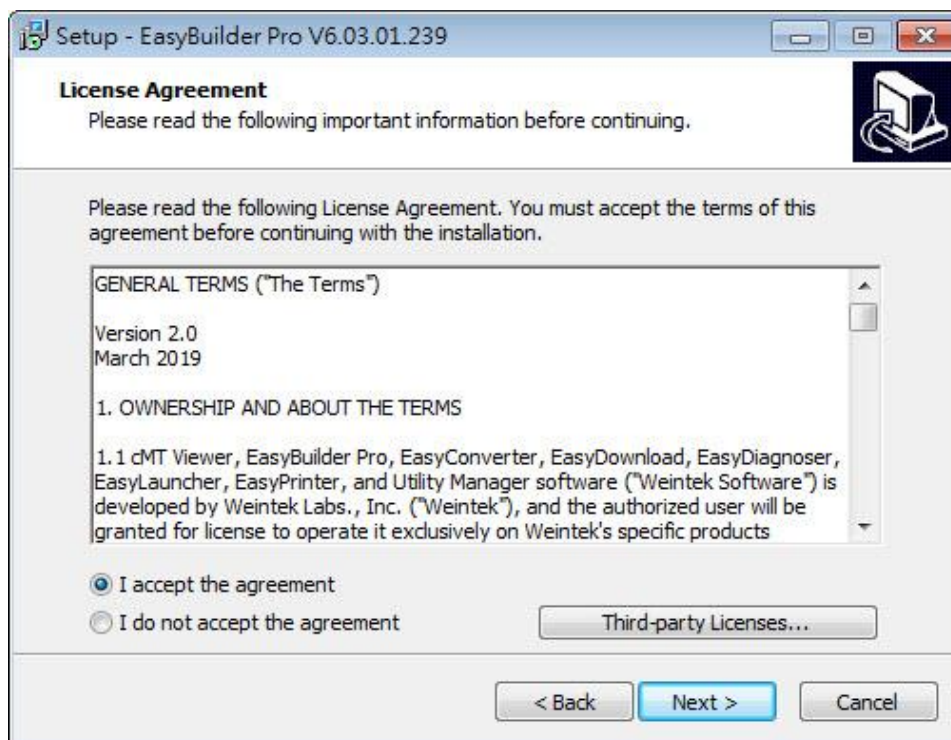 Setup - EasyBuilder Pro V6.03.01.239
License Agreement
Please read the following important information before continuing.
Please read the following License Agreement. You must accept the terms of this
agreement before continuing with the installation.
GENERAL TERMS ("The Terms")
Version 2.0
March 2019
1. OWNERSHIP AND ABOUT THE TERMS
1.1 cMT Viewer, EasyBuilder Pro, EasyConverter, EasyDownload, EasyDiagnoser,
EasyLauncher, EasyPrinter, and Utility Manager software ("Weintek Software") is
developed by Weintek Labs., Inc. ("Weintek"), and the authorized user will be
granted for license to operate it exclusively on Weintek's specific products
I accept the agreement
I do not accept the agreement
Third-party Licenses...
< Back
Next >
Cancel